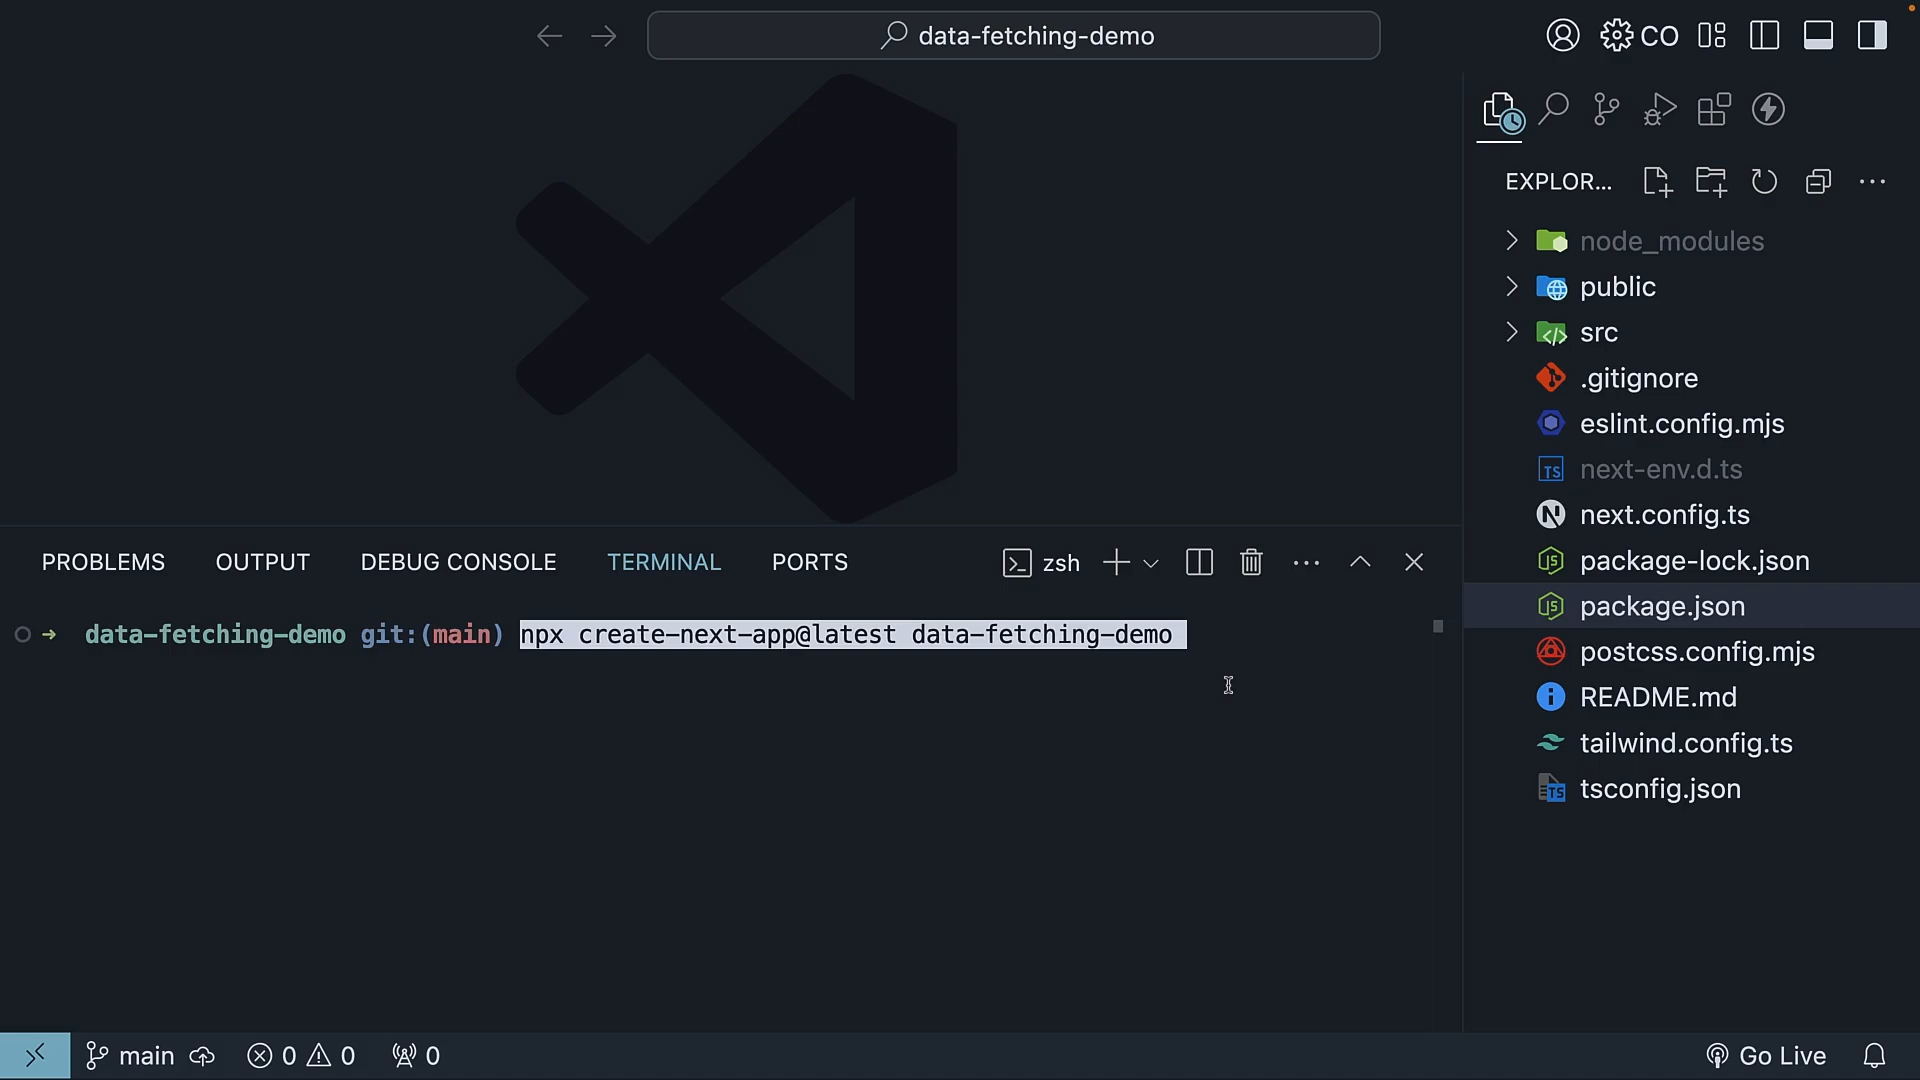 data-fetching-demo
CO
EXPLOR...
node_modules
public
src
.gitignore
eslint.config.mjs
next-env.d.ts
next.config.ts
package-lock.json
package.json
postcss.config.mjs
README.md
tailwind.config.ts
tsconfig.json
PROBLEMS OUTPUT DEBUG CONSOLE TERMINAL PORTS zsh
data-fetching-demo git:(main) npx create-next-app@latest data-fetching-demo
main 0 0 0 Go Live